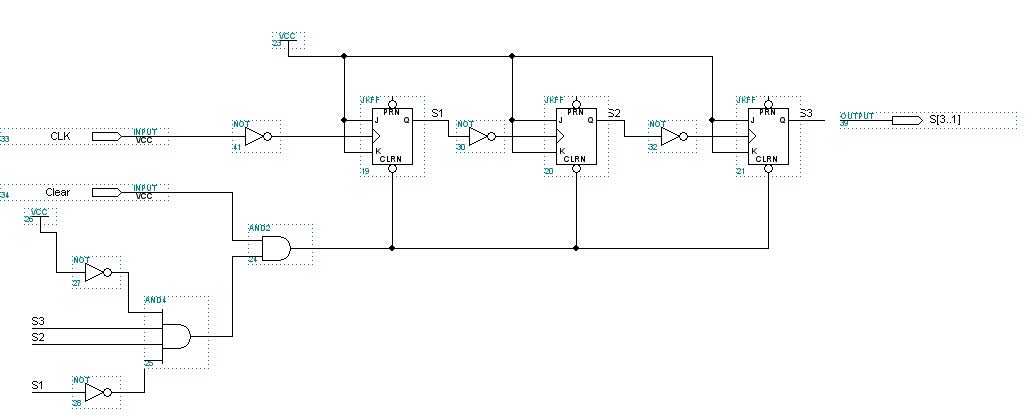 VCC
23
JKFF
PRN
J
Q
K
CLRN
19
S1
JKFF
PRN
J
Q
K
CLRN
20
S2
JKFF
PRN
J
Q
K
CLRN
21
S3
OUTPUT
39
S[3..1]
33
CLK
INPUT
VCC
NOT
41
NOT
30
NOT
32
34
Clear
INPUT
VCC
VCC
26
AND2
24
NOT
27
AND4
25
S3
S2
S1
NOT
28